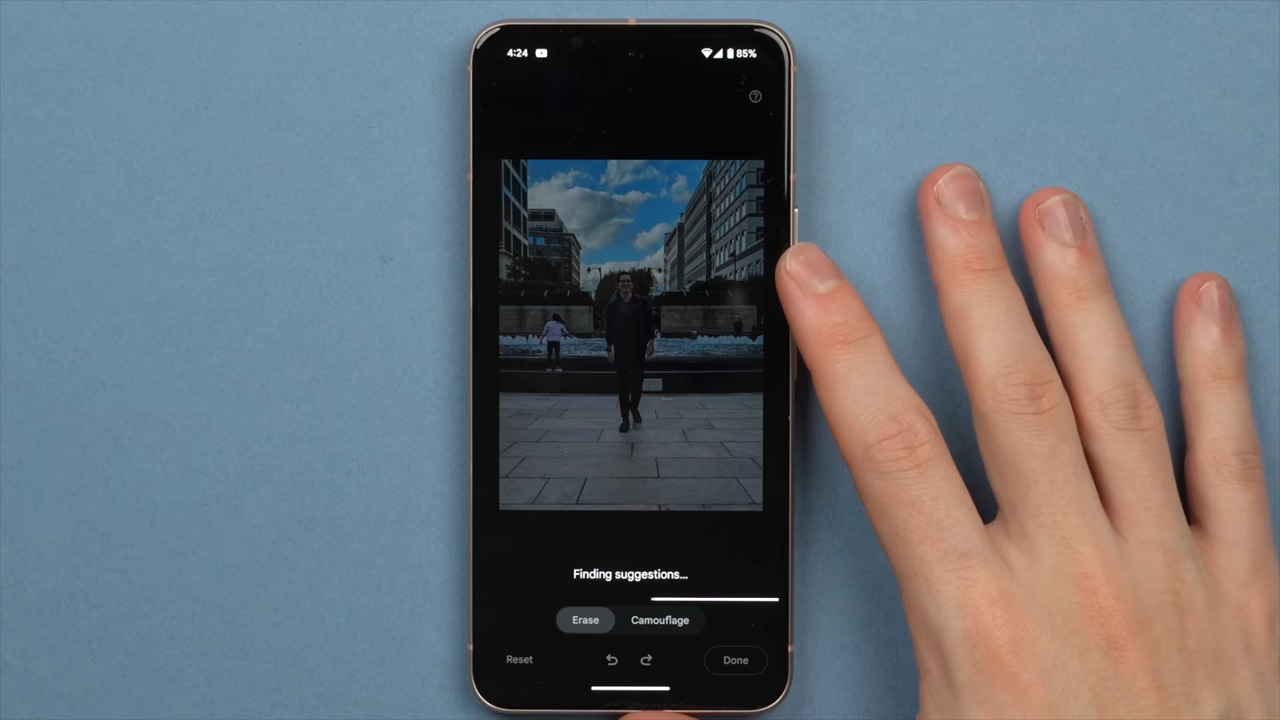 4:24
85%
Finding suggestions...
Erase Camouflage
Reset
Done